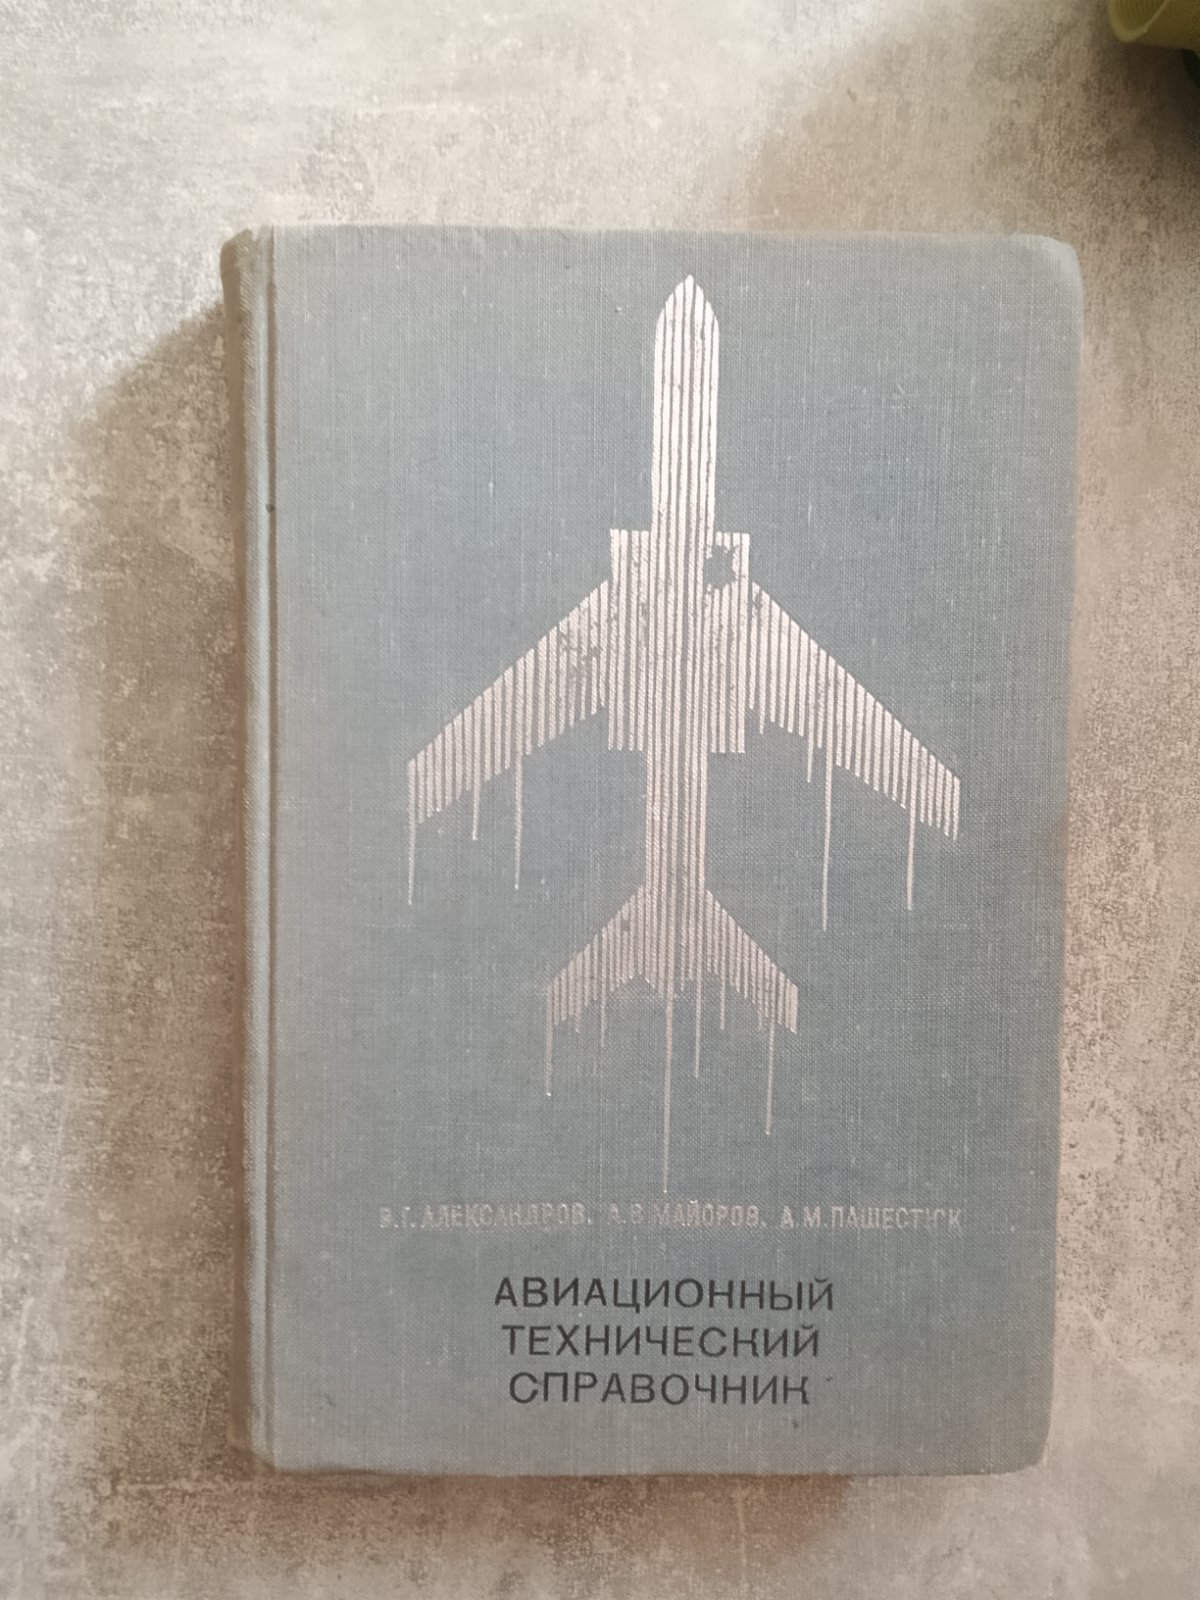 В.Г. АЛЕКСАНДРОВ, А.В. МАЙОРОВ, А.М. ПАШЕСТЮК
АВИАЦИОННЫЙ
ТЕХНИЧЕСКИЙ
СПРАВОЧНИК